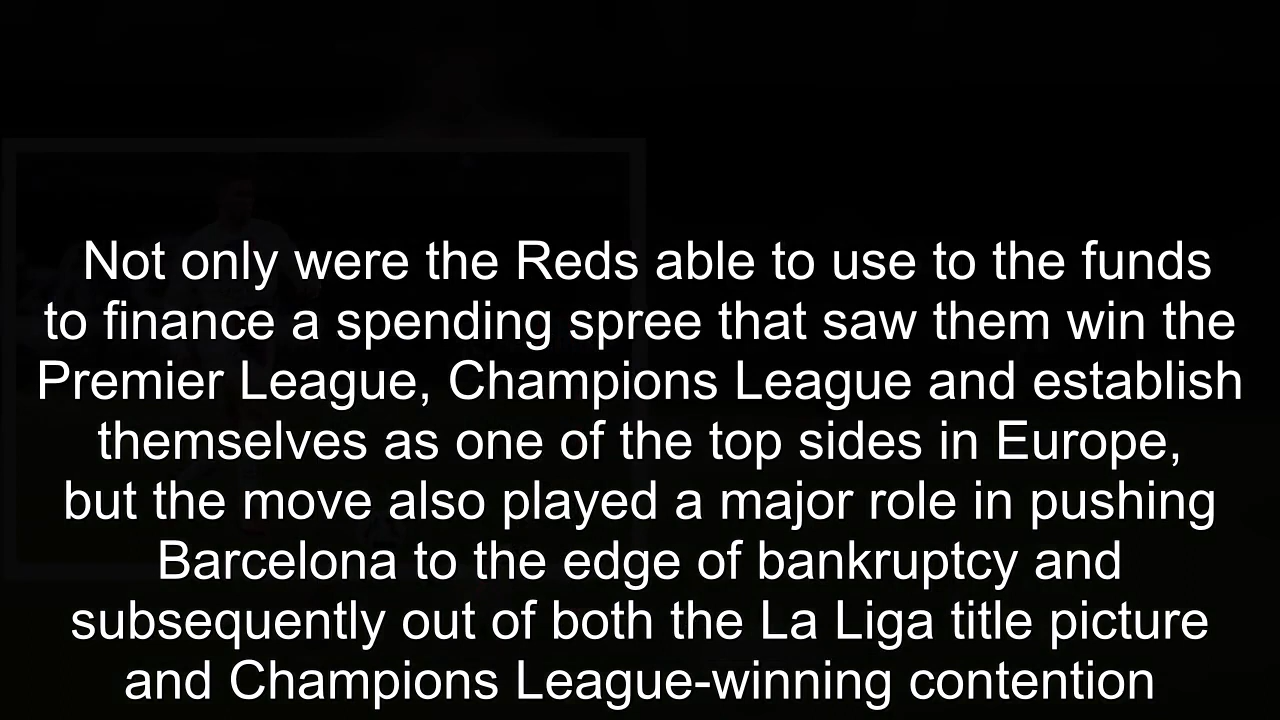 Not only were the Reds able to use to the funds
to finance a spending spree that saw them win the
Premier League, Champions League and establish
themselves as one of the top sides in Europe,
but the move also played a major role in pushing
Barcelona to the edge of bankruptcy and
subsequently out of both the La Liga title picture
and Champions League-winning contention